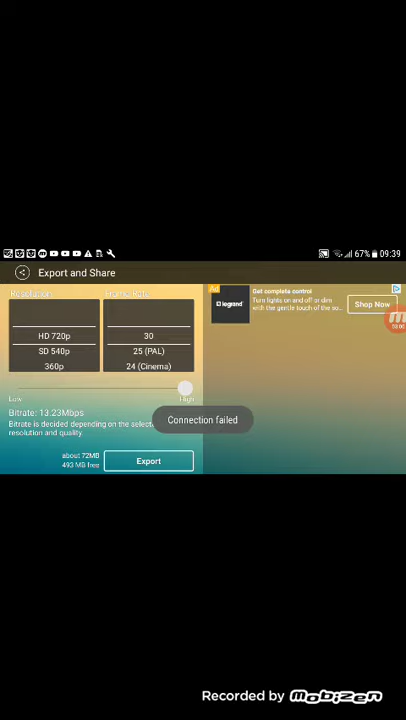 67% 09:39
Export and Share
Resolution
Frame Rate
HD 720p
SD 540p
360p
30
25 (PAL)
24 (Cinema)
Low
High
Bitrate: 13.23Mbps
Bitrate is decided depending on the
resolution and quality
about 72MB
493 MB free
Export
Connection failed
Ad
legrand
Get complete control
Turn lights on and off or dim
with the gentle touch of the so...
Shop Now
Recorded by mobizen